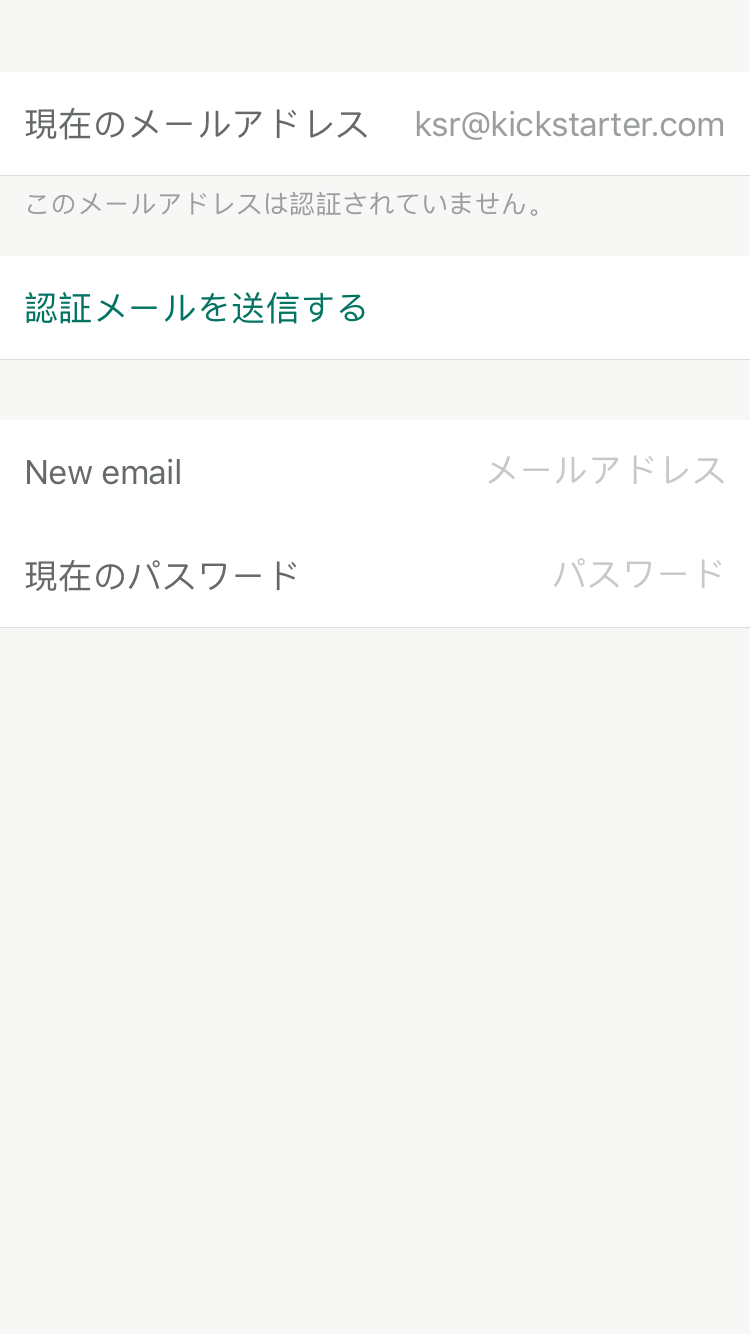 現在のメールアドレス ksr@kickstarter.com
このメールアドレスは認証されていません。
認証メールを送信する
New email メールアドレス
現在のパスワード パスワード